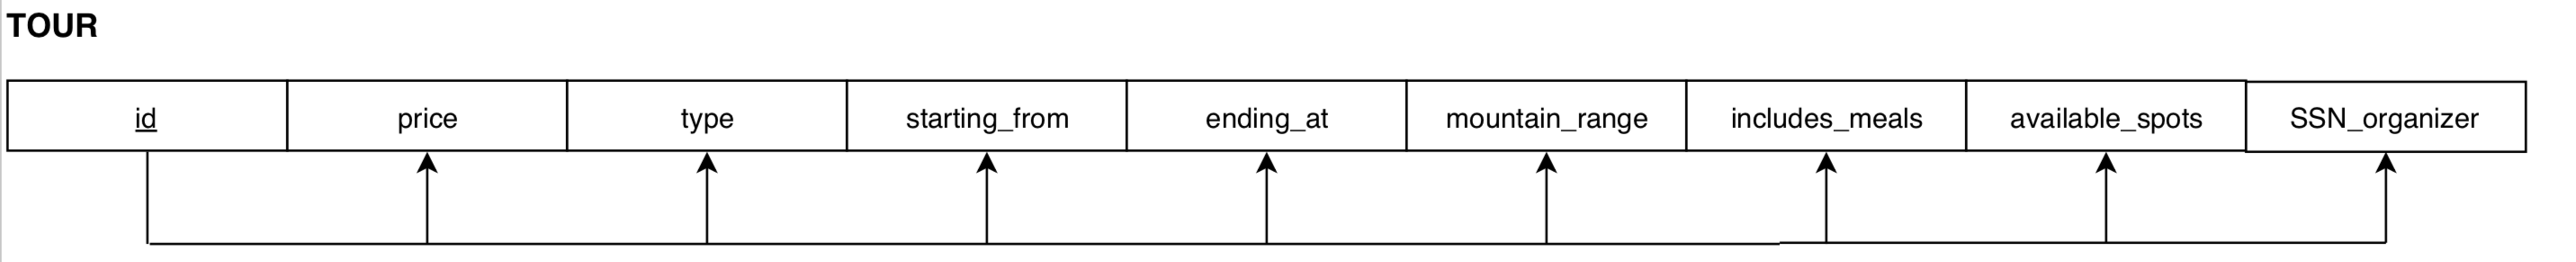 TOUR
id price type starting_from ending_at mountain_range includes_meals available_spots SSN_organizer